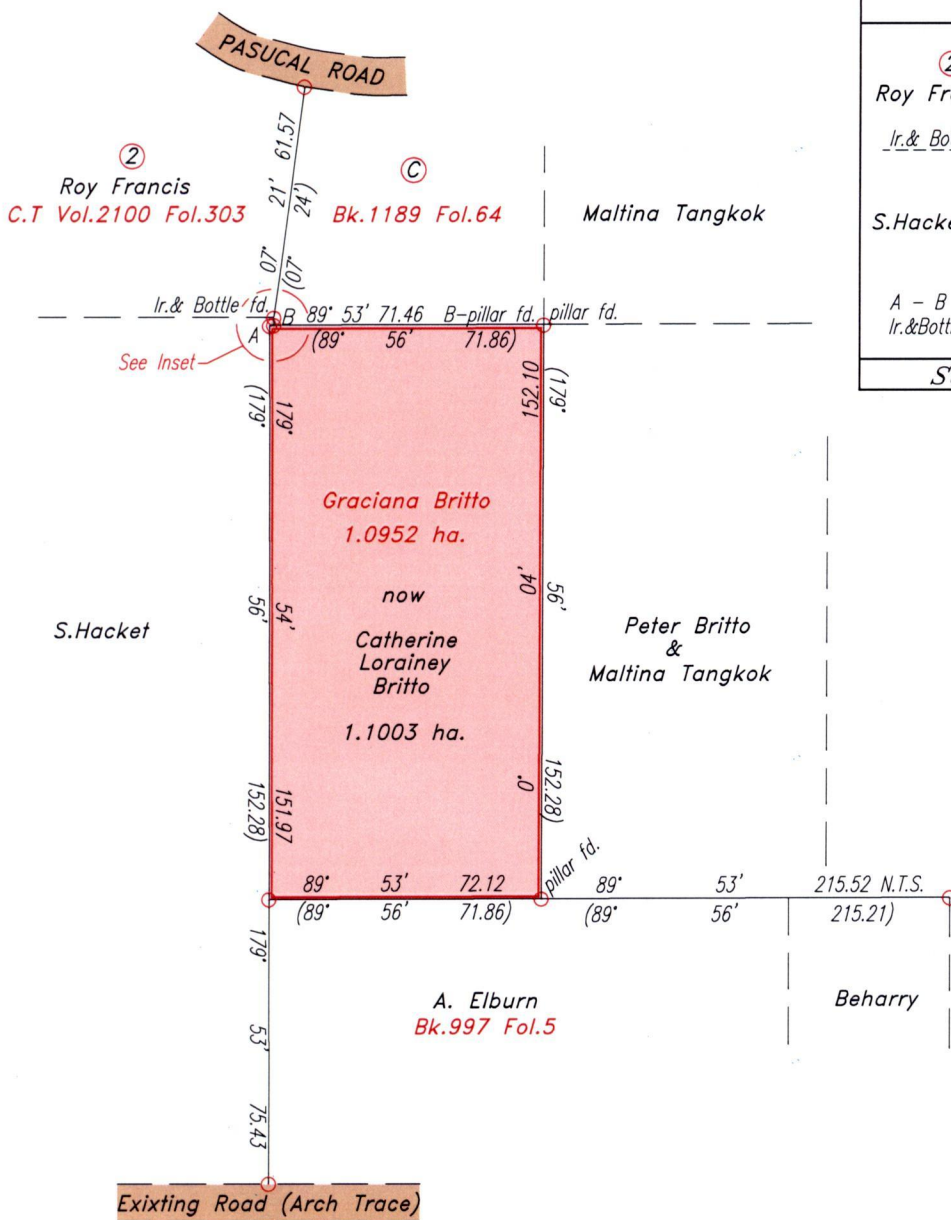 PASUCAL ROAD
2
Roy Francis
C.T Vol.2100 Fol.303
07° 21' 61.57
(07° 24')
C
Bk.1189 Fol.64
Maltina Tangkok
Ir.& Bottle fd.
A
B
89° 53' 71.46 B-pillar fd.
pillar fd.
(89° 56' 71.86)
See Inset
179° 54' 151.97
(179° 56' 152.28)
0° 04' 152.10
(179° 56' 152.28)
Graciana Britto
1.0952 ha.
now
Catherine
Lorainey
Britto
1.1003 ha.
S.Hacket
Peter Britto
&
Maltina Tangkok
pillar fd.
89° 53' 72.12
(89° 56' 71.86)
89° 53' 215.52 N.T.S.
(89° 56' 215.21)
179° 53' 75.43
A. Elburn
Bk.997 Fol.5
Beharry
Exixting Road (Arch Trace)
2
Roy Fra
Ir.& Bo
S.Hacke
A - B
Ir.&Bott
S